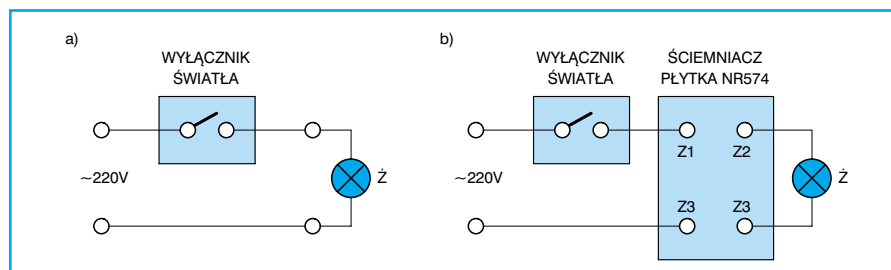 a)
WYŁĄCZNIK
ŚWIATŁA
~220V
Ż
b)
WYŁĄCZNIK
ŚWIATŁA
ŚCIEMNIACZ
PŁYTKA NR574
Z1 Z2
~220V
Ż
Z3 Z3